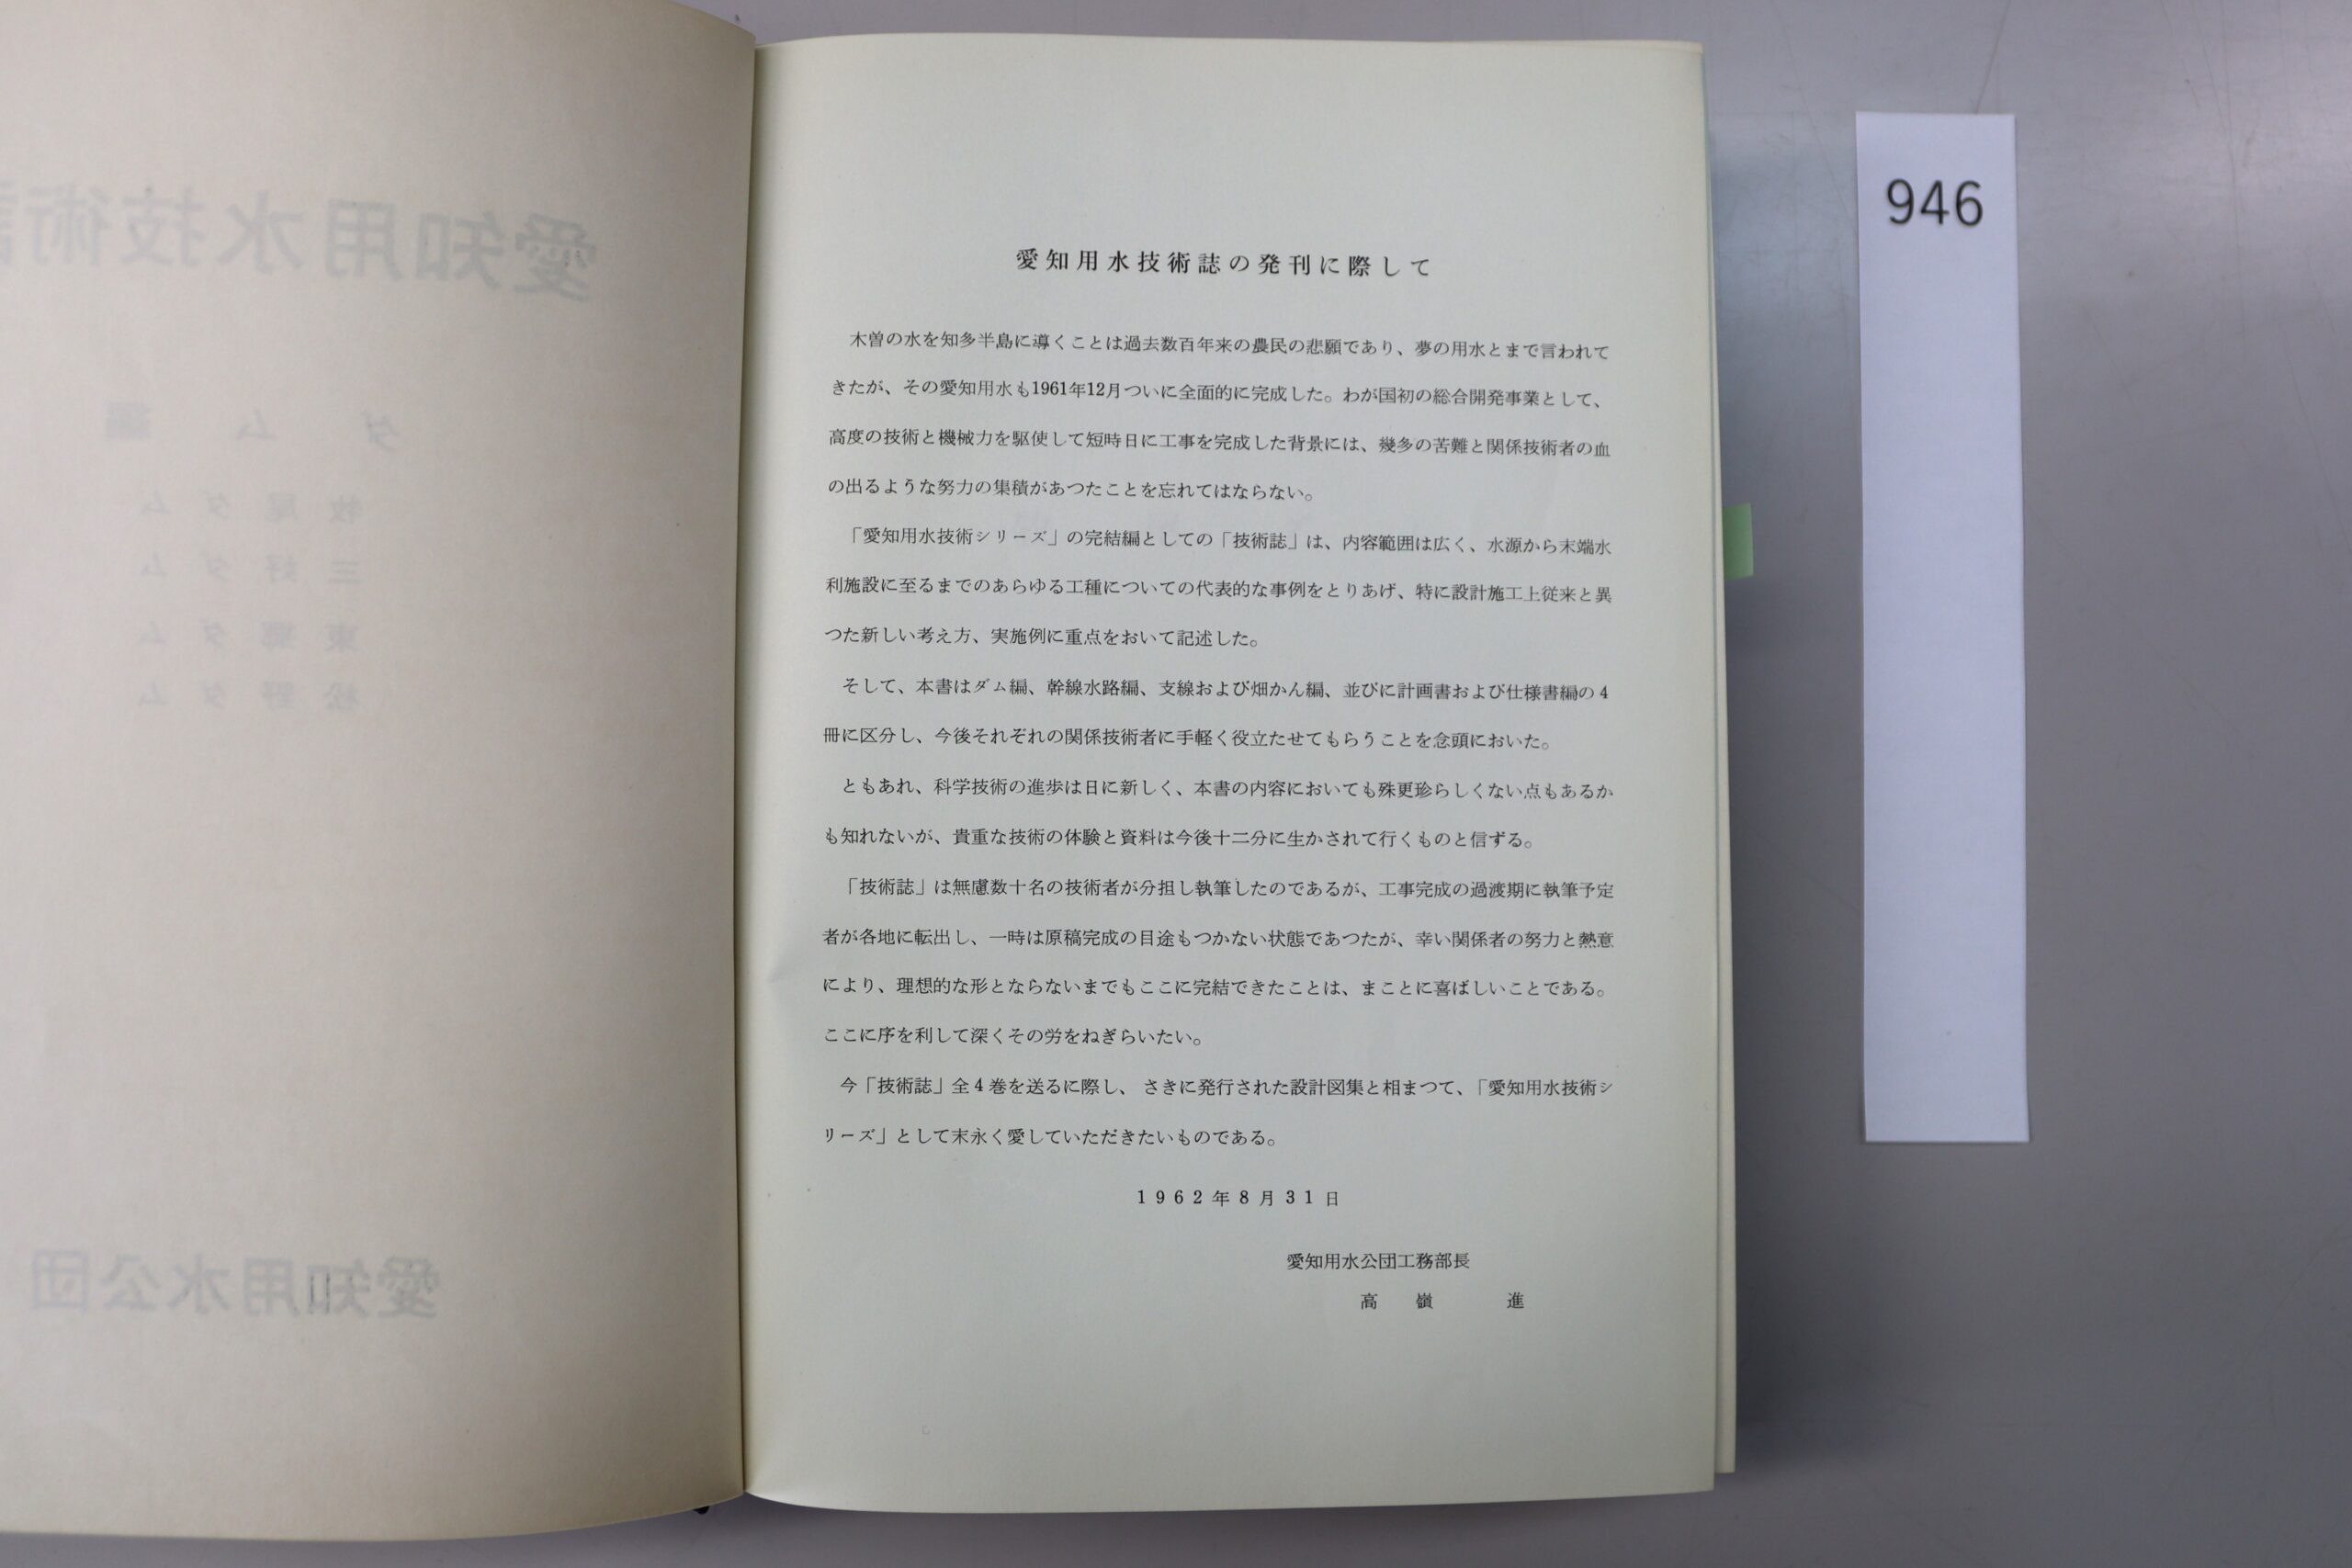 愛知用水技術誌
ダム編
牧尾ダム
三好ダム
東郷ダム
松野ダム
愛知用水公団
愛知用水技術誌の発刊に際して
木曽の水を知多半島に導くことは過去数百年来の農民の悲願であり、夢の用水とまで言われて
きたが、その愛知用水も1961年12月ついに全面的に完成した。わが国初の総合開発事業として、
高度の技術と機械力を駆使して短時日に工事を完成した背景には、幾多の苦難と関係技術者の血
の出るような努力の集積があつたことを忘れてはならない。
「愛知用水技術シリーズ」の完結編としての「技術誌」は、内容範囲は広く、水源から末端水
利施設に至るまでのあらゆる工種についての代表的な事例をとりあげ、特に設計施工上従来と異
つた新しい考え方、実施例に重点をおいて記述した。
そして、本書はダム編、幹線水路編、支線および畑かん編、並びに計画書および仕様書編の4
冊に区分し、今後それぞれの関係技術者に手軽く役立たせてもらうことを念頭においた。
ともあれ、科学技術の進歩は日に新しく、本書の内容においても殊更珍らしくない点もあるか
も知れないが、貴重な技術の体験と資料は今後十二分に生かされて行くものと信ずる。
「技術誌」は無慮数十名の技術者が分担し執筆したのであるが、工事完成の過渡期に執筆予定
者が各地に転出し、一時は原稿完成の目途もつかない状態であつたが、幸い関係者の努力と熱意
により、理想的な形とならないまでもここに完結できたことは、まことに喜ばしいことである。
ここに序を利して深くその労をねぎらいたい。
今「技術誌」全4巻を送るに際し、さきに発行された設計図集と相まつて、「愛知用水技術シ
リーズ」として末永く愛していただきたいものである。
1962年8月31日
愛知用水公団工務部長
高嶺 進
946